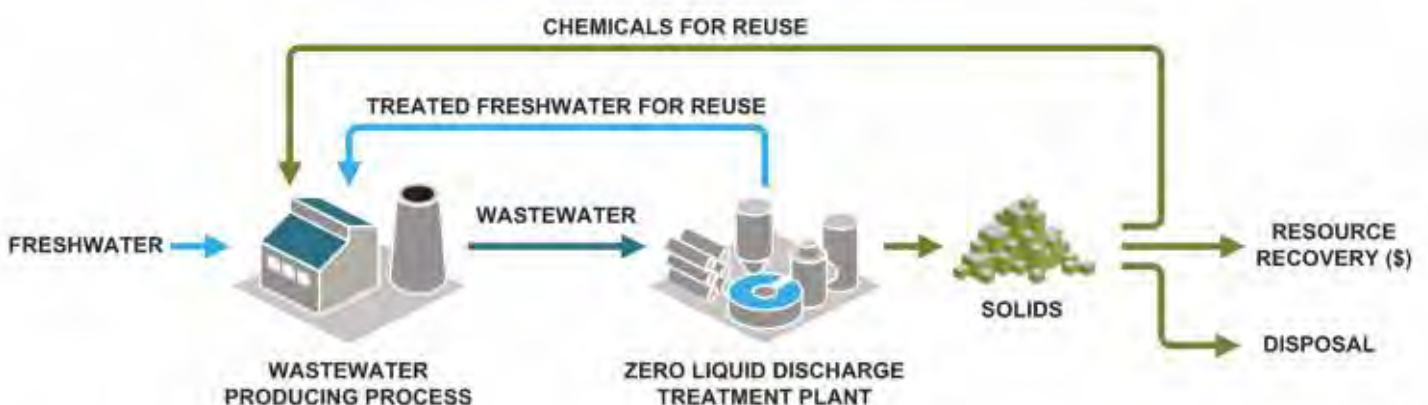 CHEMICALS FOR REUSE
TREATED FRESHWATER FOR REUSE
FRESHWATER
WASTEWATER
RESOURCE
RECOVERY ($)
SOLIDS
DISPOSAL
WASTEWATER
PRODUCING PROCESS
ZERO LIQUID DISCHARGE
TREATMENT PLANT